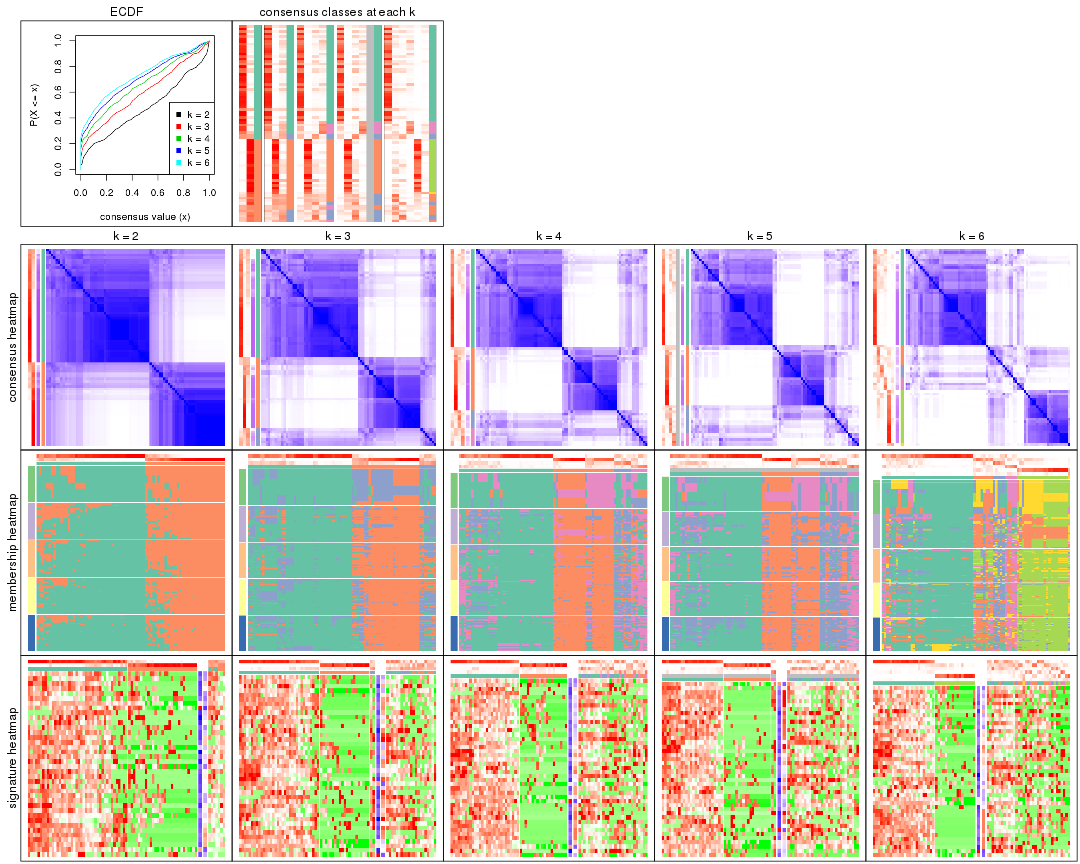 ECDF
consensus classes at each k
P(X <= x)
0.0 0.2 0.4 0.6 0.8 1.0
k = 2
k = 3
k = 4
k = 5
k = 6
0.0 0.2 0.4 0.6 0.8 1.0
consensus value (x)
k = 2
k = 3
k = 4
k = 5
k = 6
consensus heatmap
membership heatmap
signature heatmap